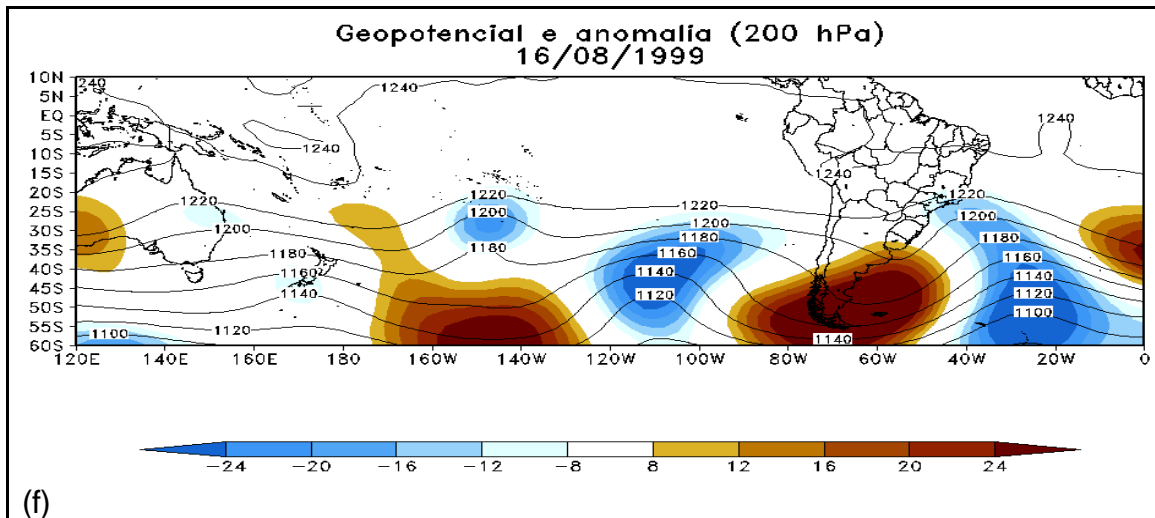 Geopotencial e anomalia (200 hPa)
16/08/1999
10N
5N
EQ
5S
10S
15S
20S
25S
30S
35S
40S
45S
50S
55S
60S
240
1240
1240
1240
1240
1220
1220
1220
1220
1200
1200
1200
1200
1180
1180
1180
1180
1160
1160
1160
1140
1140
1140
1140
1120
1120
1120
1100
1100
120E 140E 160E 180 160W 140W 120W 100W 80W 60W 40W 20W 0
-24 -20 -16 -12 -8 8 12 16 20 24
(f)